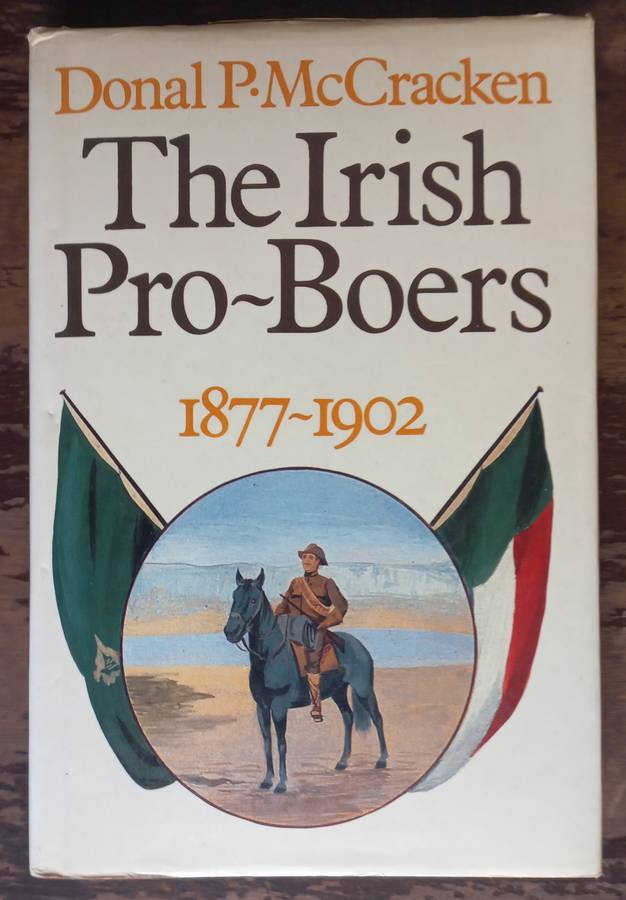 Donal P. McCracken
The Irish
Pro~Boers
1877~1902